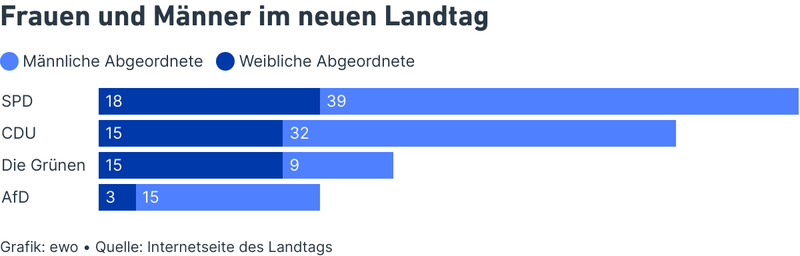 Frauen und Männer im neuen Landtag
Männliche Abgeordnete Weibliche Abgeordnete
SPD 18 39
CDU 15 32
Die Grünen 15 9
AfD 3 15
Grafik: ewo • Quelle: Internetseite des Landtags